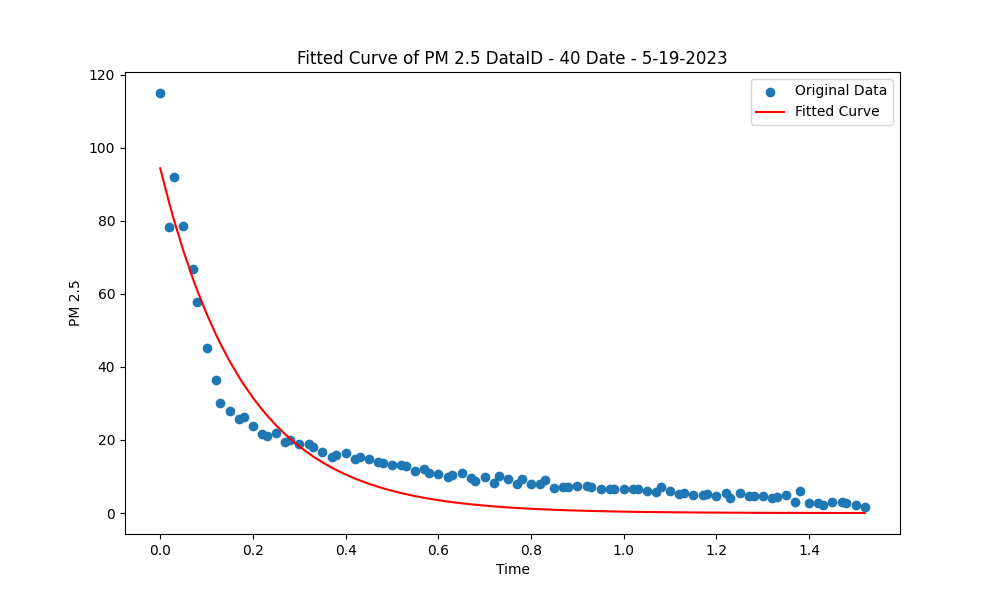 Fitted Curve of PM 2.5 DataID - 40 Date - 5-19-2023
Original Data
Fitted Curve
PM 2.5
120
100
80
60
40
20
0
0.0 0.2 0.4 0.6 0.8 1.0 1.2 1.4
Time